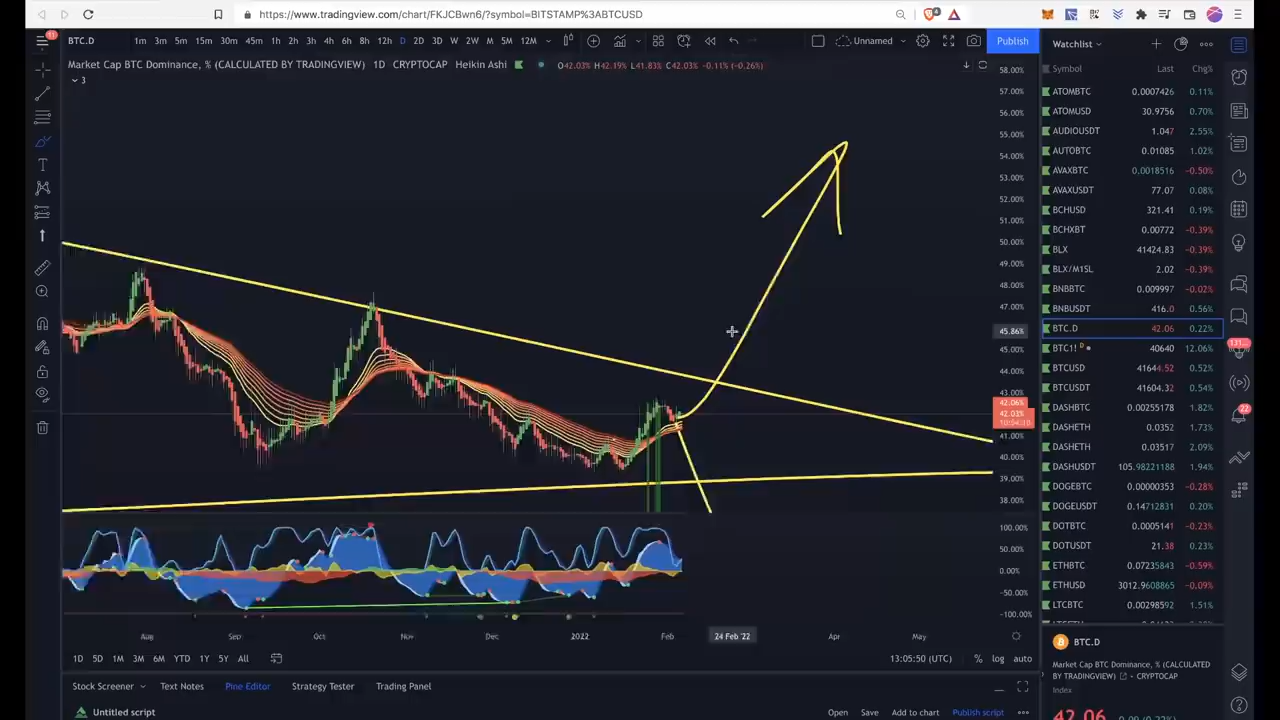 https://www.tradingview.com/chart/FKJCBwn6/?symbol=BITSTAMP%3ABTCUSD
11
BTC.D 1m 3m 5m 15m 30m 45m 1h 2h 3h 4h 6h 8h 12h D 2D 3D W 2W M 5M 12M Unnamed Publish Watchlist
Market Cap BTC Dominance, % (CALCULATED BY TRADINGVIEW) 1D CRYPTOCAP Heikin Ashi O42.03% H42.19% L41.83% C42.03% -0.11% (-0.26%)
3
Symbol Last Chg%
ATOMBTC 0.0007426 0.11%
ATOMUSD 30.9756 0.70%
AUDIOUSDT 1.047 2.55%
AUTOBTC 0.01085 1.02%
AVAXBTC 0.0018516 -0.50%
AVAXUSDT 77.07 0.08%
BCHUSD 321.41 0.19%
BCHXBT 0.00772 -0.39%
BLX 41424.83 -0.39%
BLX/M1SL 2.02 -0.39%
BNBBTC 0.009997 -0.02%
BNBUSDT 416.0 0.56%
BTC.D 42.06 0.22%
BTC1! D 40640 12.06%
BTCUSD 41644.52 0.52%
BTCUSDT 41604.32 0.54%
DASHBTC 0.00255178 1.82%
DASHETH 0.0352 1.73%
DASHETH 0.03517 2.09%
DASHUSDT 105.98221188 1.94%
DOGEBTC 0.00000353 -0.28%
DOGEUSDT 0.14712831 0.20%
DOTBTC 0.0005141 -0.23%
DOTUSDT 21.38 0.23%
ETHBTC 0.07235843 -0.59%
ETHUSD 3012.9608865 -0.09%
LTCBTC 0.00298592 1.51%
58.00%
57.00%
56.00%
55.00%
54.00%
53.00%
52.00%
51.00%
50.00%
49.00%
48.00%
47.00%
45.86%
45.00%
44.00%
43.00%
42.06%
42.03%
41.00%
40.00%
39.00%
38.00%
100.00%
50.00%
0.00%
-50.00%
-100.00%
22
Aug Sep Oct Nov Dec 2022 Feb 24 Feb '22 Apr May
1D 5D 1M 3M 6M YTD 1Y 5Y All 13:05:50 (UTC) % log auto
BTC.D
Market Cap BTC Dominance, % (CALCULATED
BY TRADINGVIEW) CRYPTOCAP
Index
42.06
Stock Screener Text Notes Pine Editor Strategy Tester Trading Panel
Untitled script Open Save Add to chart Publish script